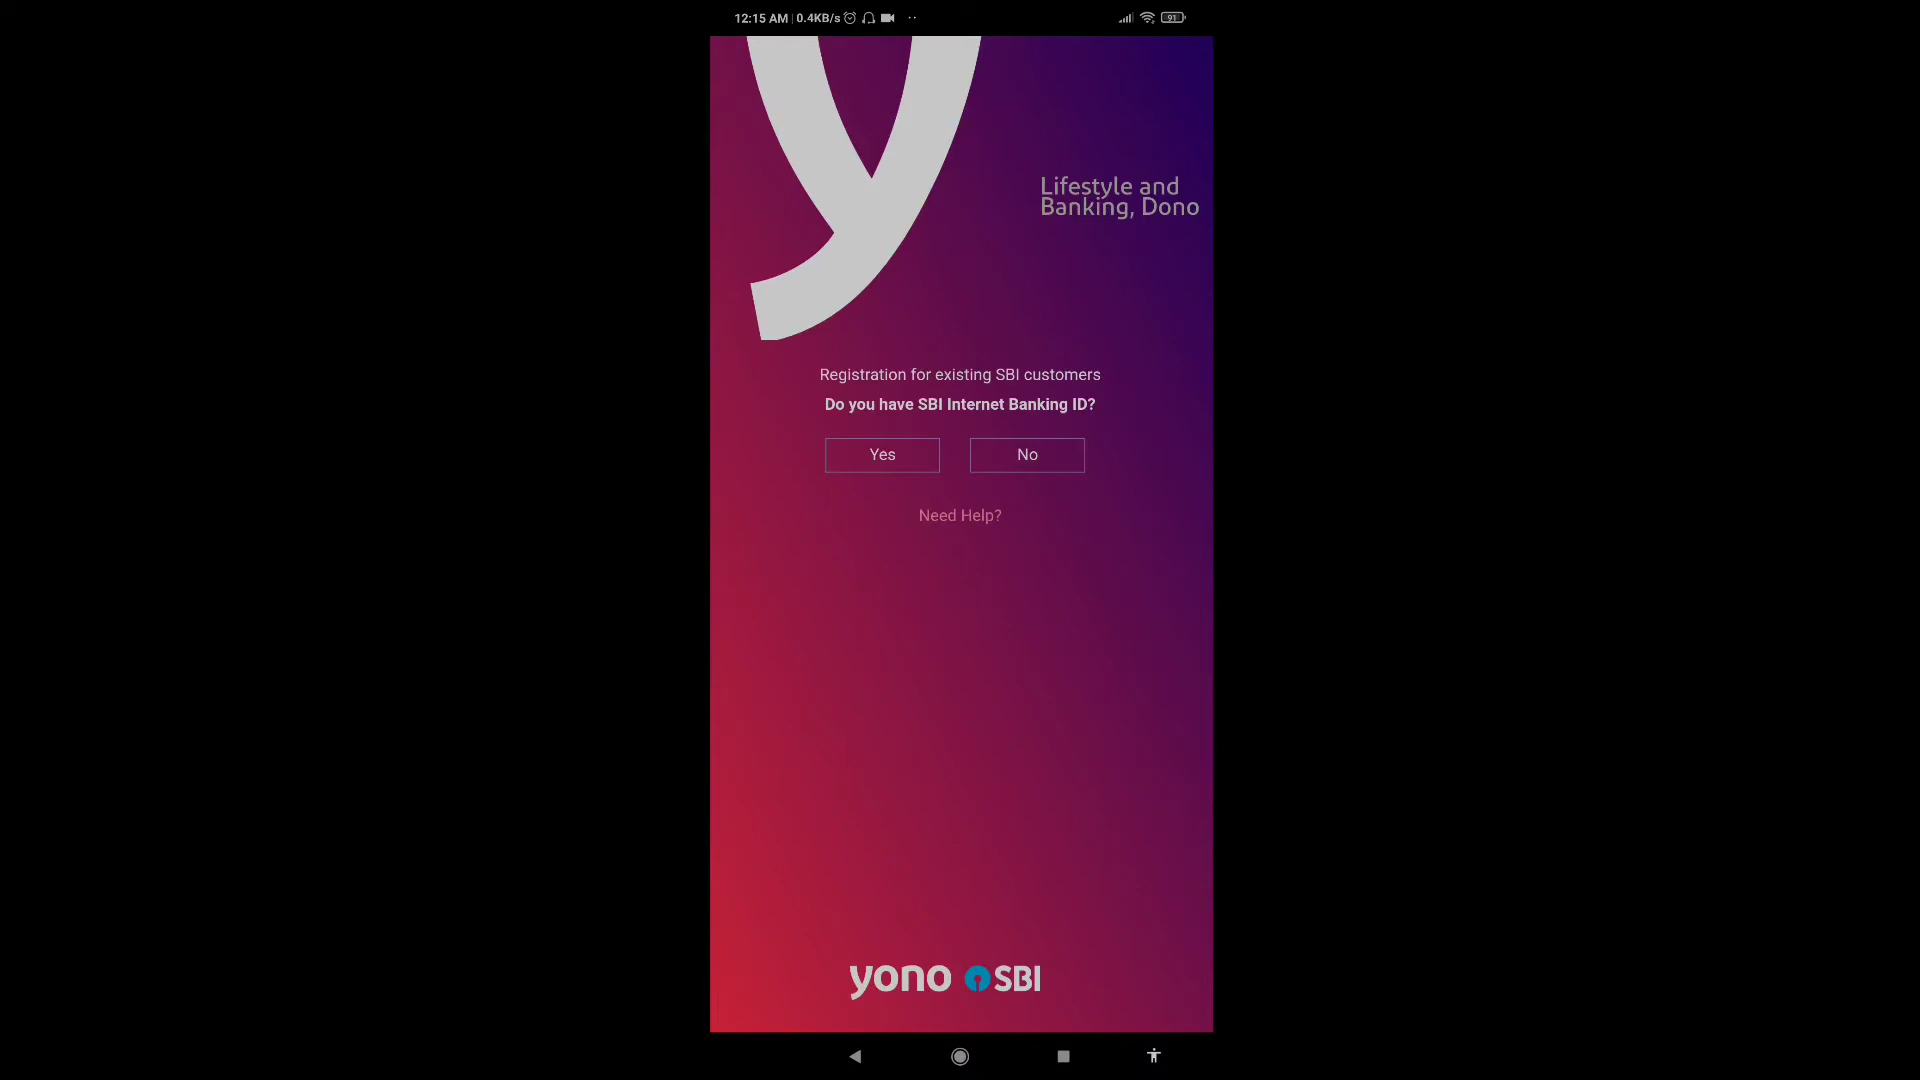 12:15 AM | 0.4KB/s
91
Lifestyle and
Banking, Dono
Registration for existing SBI customers
Do you have SBI Internet Banking ID?
Yes
No
Need Help?
yono SBI